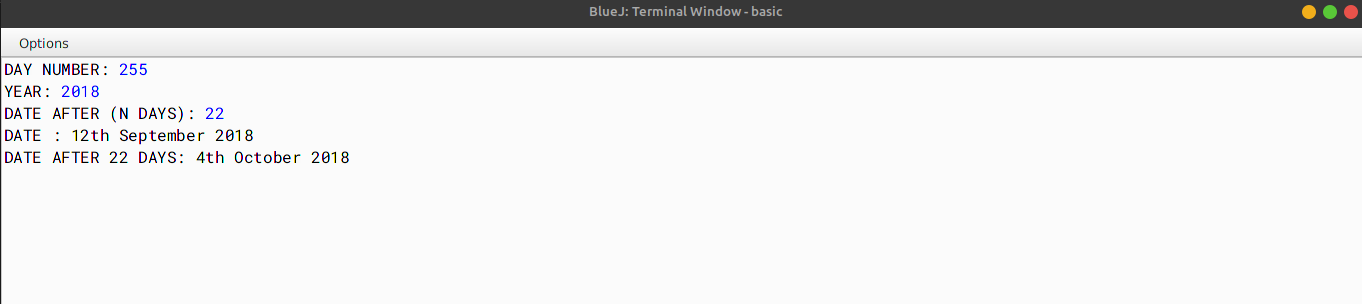 BlueJ: Terminal Window - basic
Options
DAY NUMBER: 255
YEAR: 2018
DATE AFTER (N DAYS): 22
DATE : 12th September 2018
DATE AFTER 22 DAYS: 4th October 2018